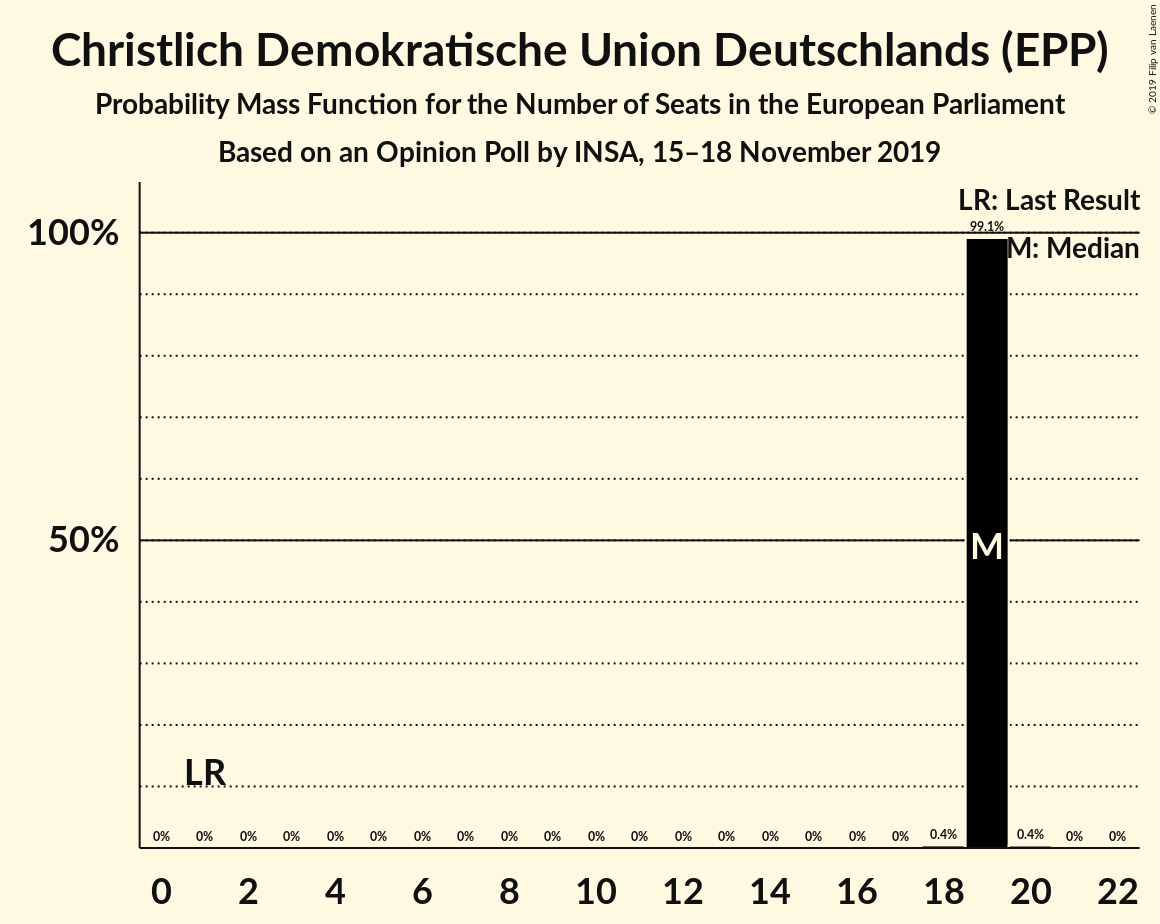 Christlich Demokratische Union Deutschlands (EPP)
Probability Mass Function for the Number of Seats in the European Parliament
Based on an Opinion Poll by INSA, 15–18 November 2019
© 2019 Filip van Laenen
LR: Last Result
M: Median
100%
50%
99.1%
M
LR
0% 0% 0% 0% 0% 0% 0% 0% 0% 0% 0% 0% 0% 0% 0% 0% 0% 0% 0.4% 0.4% 0% 0%
0 2 4 6 8 10 12 14 16 18 20 22